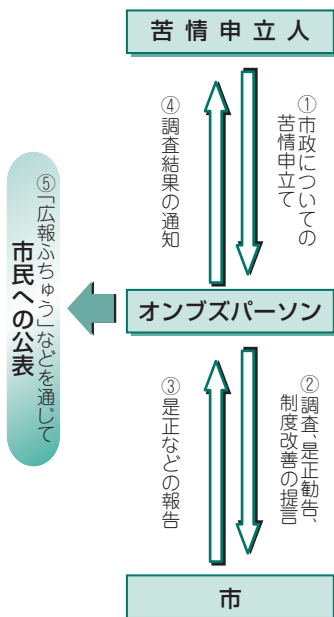 苦情申立人
①市政についての
苦情申立て
④調査結果の通知
オンブズパーソン
⑤「広報ふちゅう」などを通じて
市民への公表
②調査、是正勧告、
制度改善の提言
③是正などの報告
市